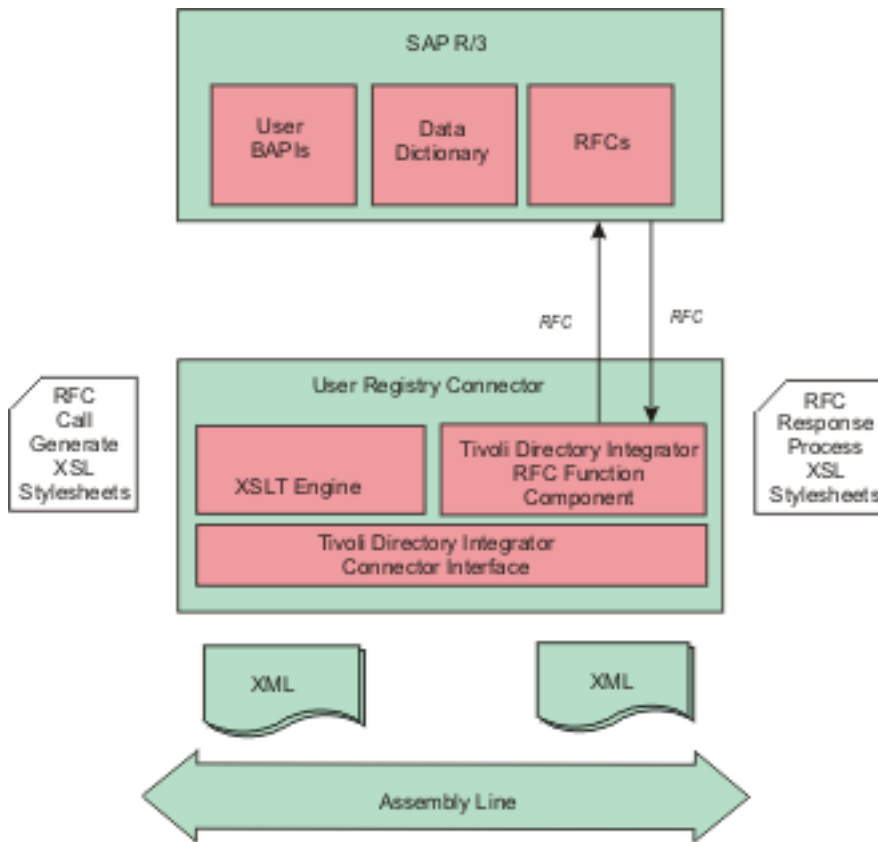 SAP R/3
User
BAPIs
Data
Dictionary
RFCs
RFC
RFC
User Registry Connector
RFC
Call
Generate
XSL
Stylesheets
XSLT Engine
Tivoli Directory Integrator
RFC Function
Component
Tivoli Directory Integrator
Connector Interface
RFC
Response
Process
XSL
Stylesheets
XML
XML
Assembly Line